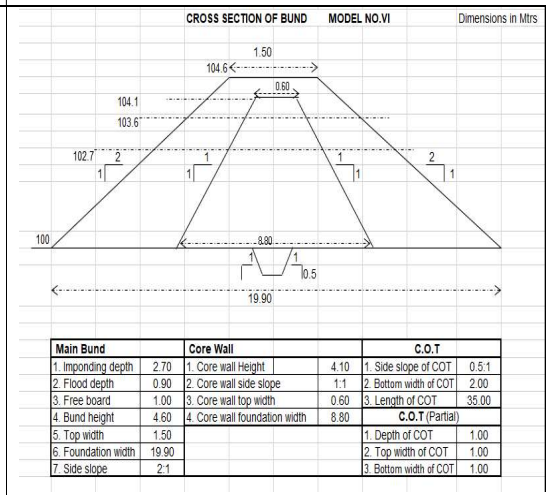 CROSS SECTION OF BUND MODEL NO.VI Dimensions in Mtrs
1.50
104.6
0.60
104.1
103.6
102.7 2 1 1 2
1 1 1 1
100
8.80
1 1
0.5
19.90
Main Bund Core Wall C.O.T
1. Imponding depth 2.70 1. Core wall Height 4.10 1. Side slope of COT 0.5:1
2. Flood depth 0.90 2. Core wall side slope 1:1 2. Bottom width of COT 2.00
3. Free board 1.00 3. Core wall top width 0.60 3. Length of COT 35.00
4. Bund height 4.60 4. Core wall foundation width 8.80 C.O.T (Partial)
5. Top width 1.50 1. Depth of COT 1.00
6. Foundation width 19.90 2. Top width of COT 1.00
7. Side slope 2:1 3. Bottom width of COT 1.00